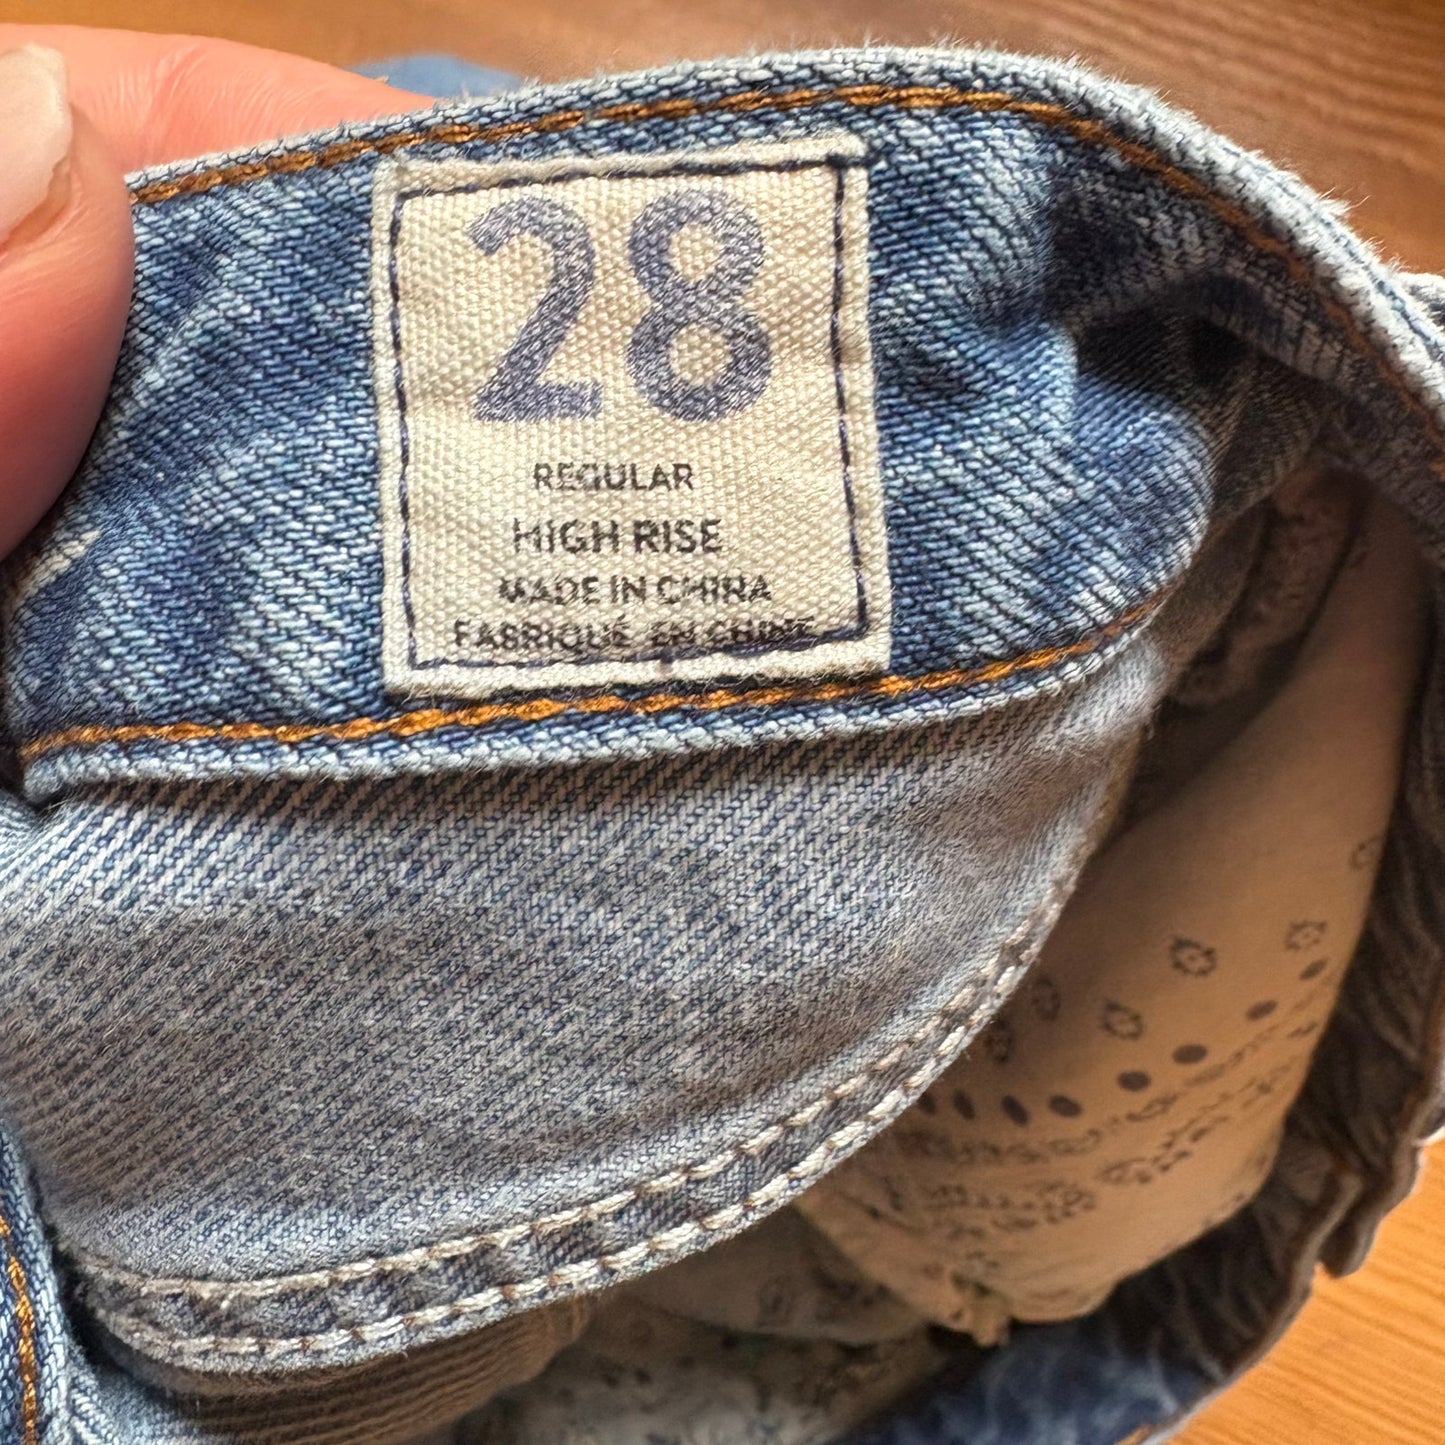 28
REGULAR
HIGH RISE
MADE IN CHINA
FABRIQUÉ EN CHINE